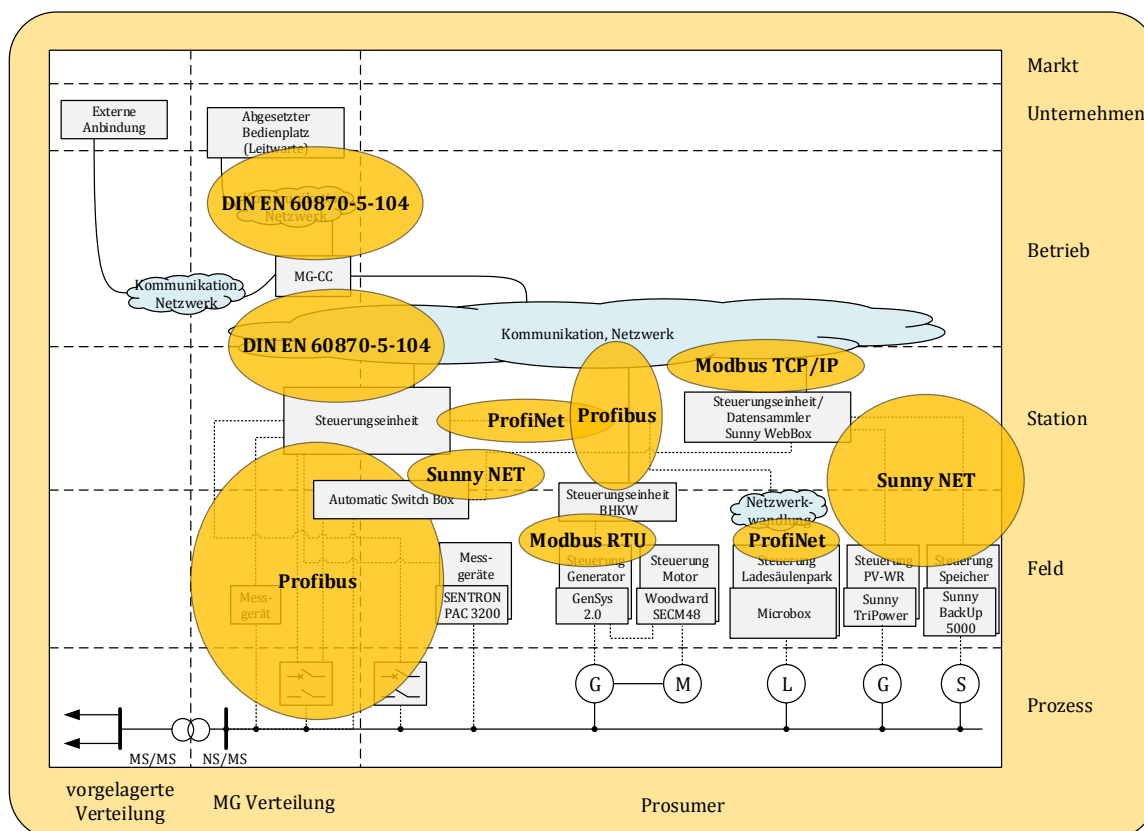 Markt
Externe
Anbindung
Abgesetzter
Bedienplatz
(Leitwarte)
Unternehmen
DIN EN 60870-5-104
Netzwerk
Betrieb
MG-CC
Kommunikation
Netzwerk
Kommunikation, Netzwerk
DIN EN 60870-5-104
Modbus TCP/IP
Steuerungseinheit
ProfiNet
Profibus
Steuerungseinheit/
Datensammler
Sunny WebBox
Station
Sunny NET
Sunny NET
Automatic Switch Box
Steuerungseinheit
BHKW
Netzwerk-
wandlung
Modbus RTU
ProfiNet
Profibus
Mess-
geräte
SENTRON
PAC 3200
Mess-
gerät
Steuerung
Generator
GenSys
2.0
Steuerung
Motor
Woodward
SECM48
Steuerung
Ladesäulenpark
Microbox
Steuerung
PV-WR
Sunny
TriPower
Steuerung
Speicher
Sunny
BackUp
5000
Feld
G
M
L
G
S
Prozess
MS/MS
NS/MS
vorgelagerte
Verteilung
MG Verteilung
Prosumer